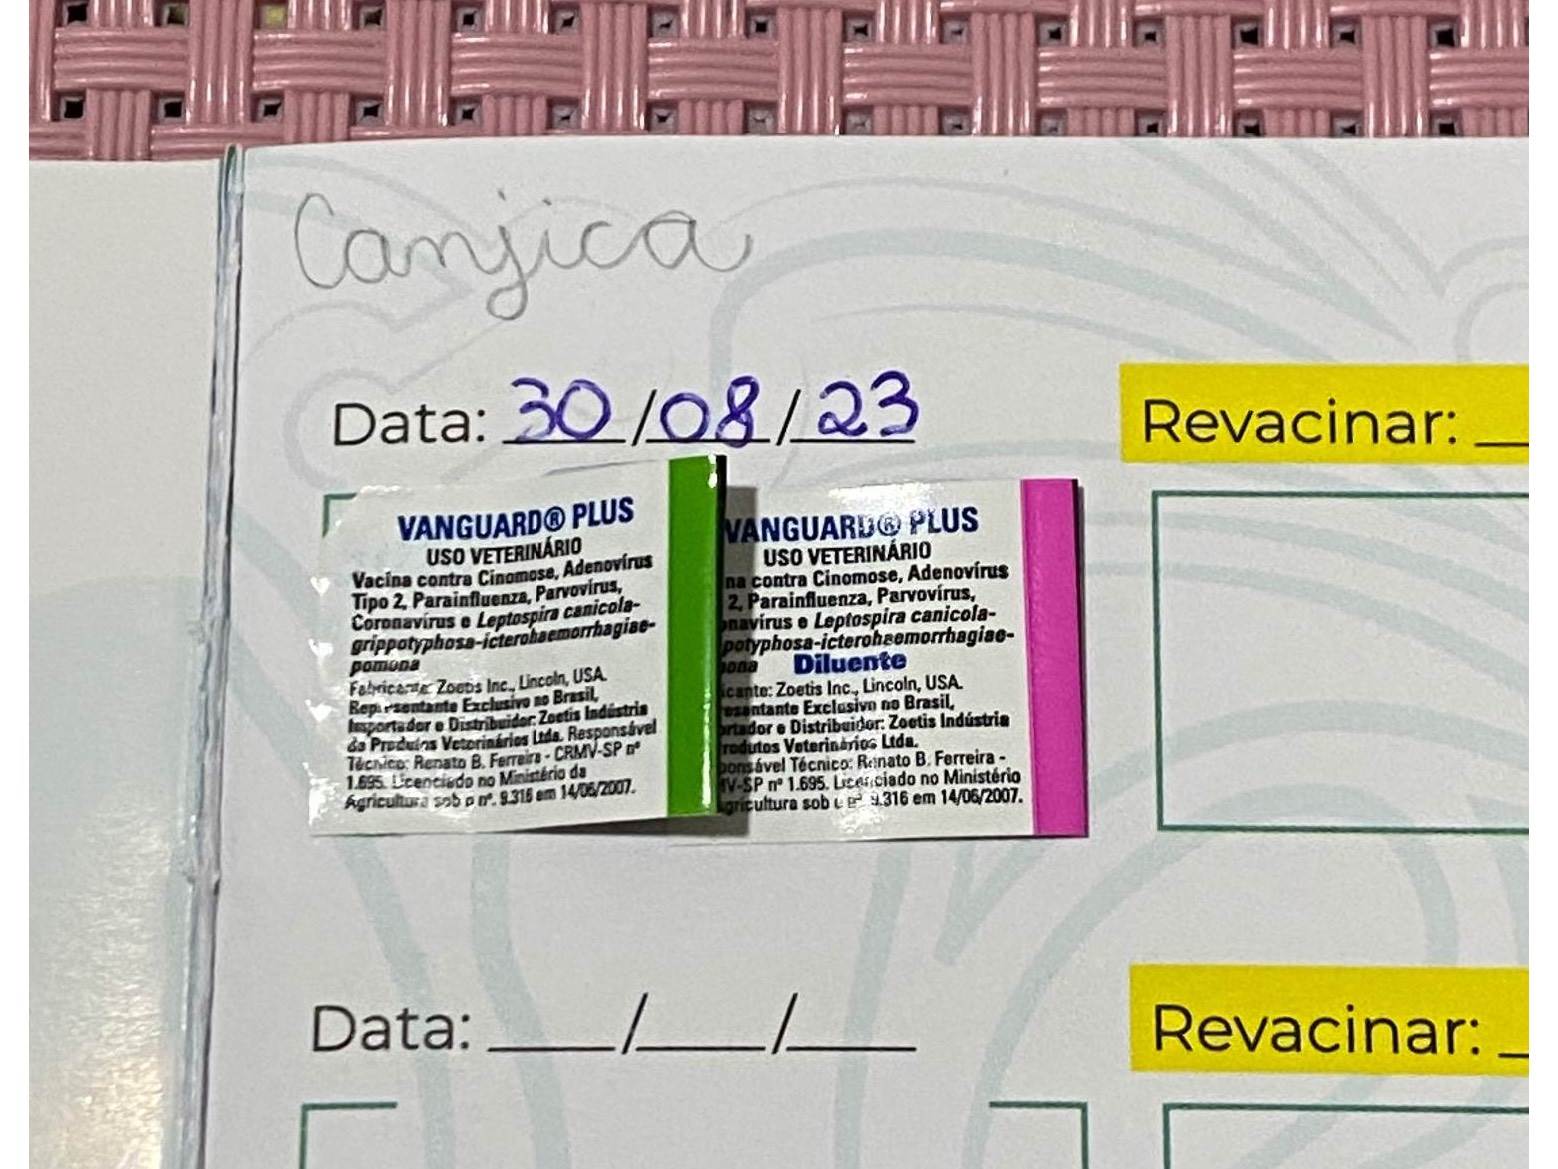 Canjica
Data: 30/08/23
Revacinar:
VANGUARD® PLUS
USO VETERINÁRIO
Vacina contra Cinomose, Adenovírus
Tipo 2, Parainfluenza, Parvovírus,
Coronavírus e Leptospira canicola-
grippotyphosa-icterohaemorrhagiae-
pomona
Fabricante: Zoetis Inc., Lincoln, USA.
Representante Exclusivo no Brasil,
Importador e Distribuidor: Zoetis Indústria
de Produtos Veterinários Ltda. Responsável
Técnico: Renato B. Ferreira - CRMV-SP nº
1.695. Licenciado no Ministério da
Agricultura sob o nº. 9.316 em 14/06/2007.
VANGUARD® PLUS
USO VETERINÁRIO
na contra Cinomose, Adenovírus
2, Parainfluenza, Parvovírus,
onavírus e Leptospira canicola-
potyphosa-icterohaemorrhagiae-
ona Diluente
icante: Zoetis Inc., Lincoln, USA.
esentante Exclusivo no Brasil,
rtador e Distribuidor: Zoetis Indústria
rodutos Veterinários Ltda.
ponsável Técnico: Renato B. Ferreira -
MV-SP nº 1.695. Licenciado no Ministério
gricultura sob o nº 9.316 em 14/06/2007.
Data: ___/___/___
Revacinar: